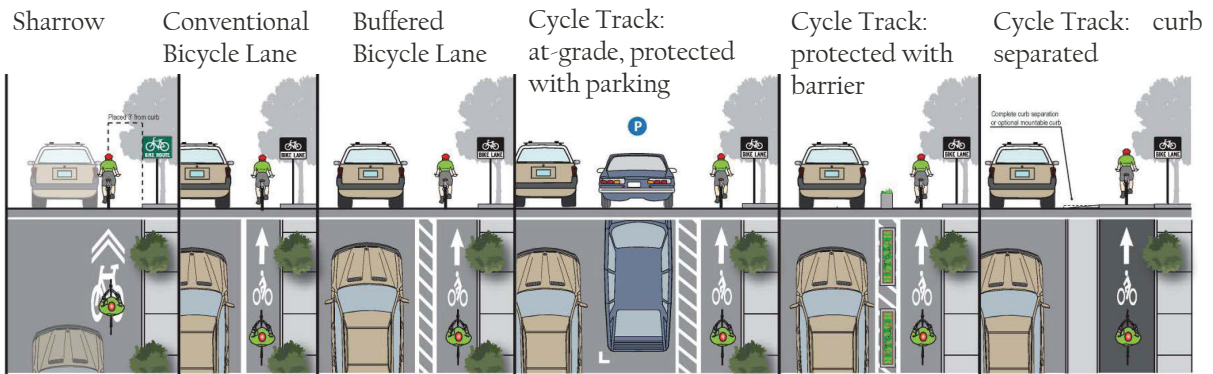 Sharrow
Conventional
Bicycle Lane
Buffered
Bicycle Lane
Cycle Track:
at-grade, protected
with parking
Cycle Track:
protected with
barrier
Cycle Track: curb
separated
Placed 3' from curb
BIKE ROUTE
BIKE LANE
BIKE LANE
P
BIKE LANE
BIKE LANE
Complete curb separation
or optional mountable curb
BIKE LANE